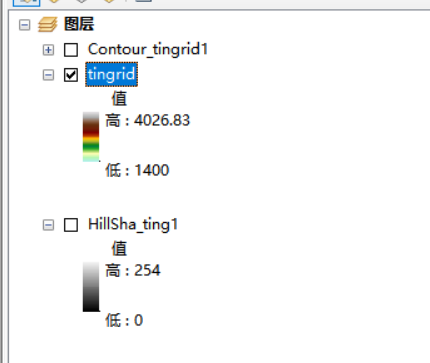 图层
Contour_tingrid1
tingrid
值
高 : 4026.83
低 : 1400
HillSha_ting1
值
高 : 254
低 : 0